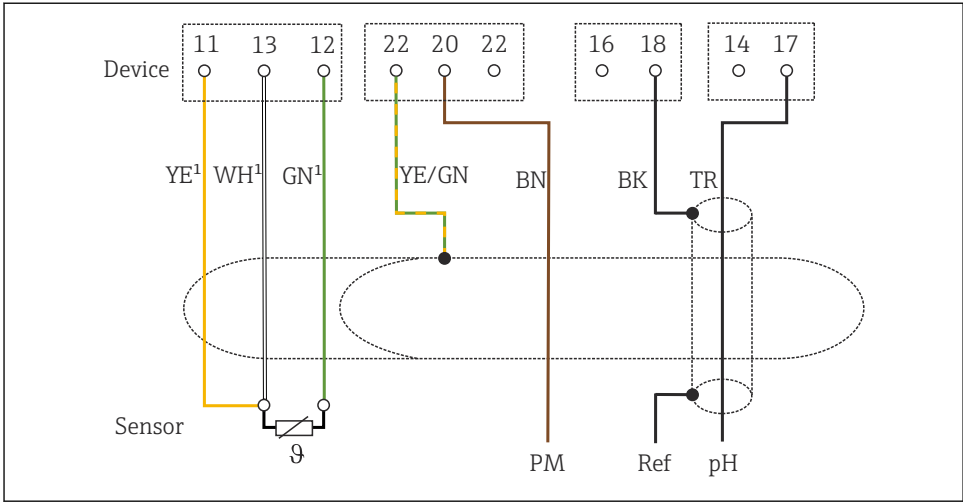 11 13 12 22 20 22 16 18 14 17
Device
YE¹ WH¹ GN¹ YE/GN BN BK TR
Sensor
ϑ PM Ref pH